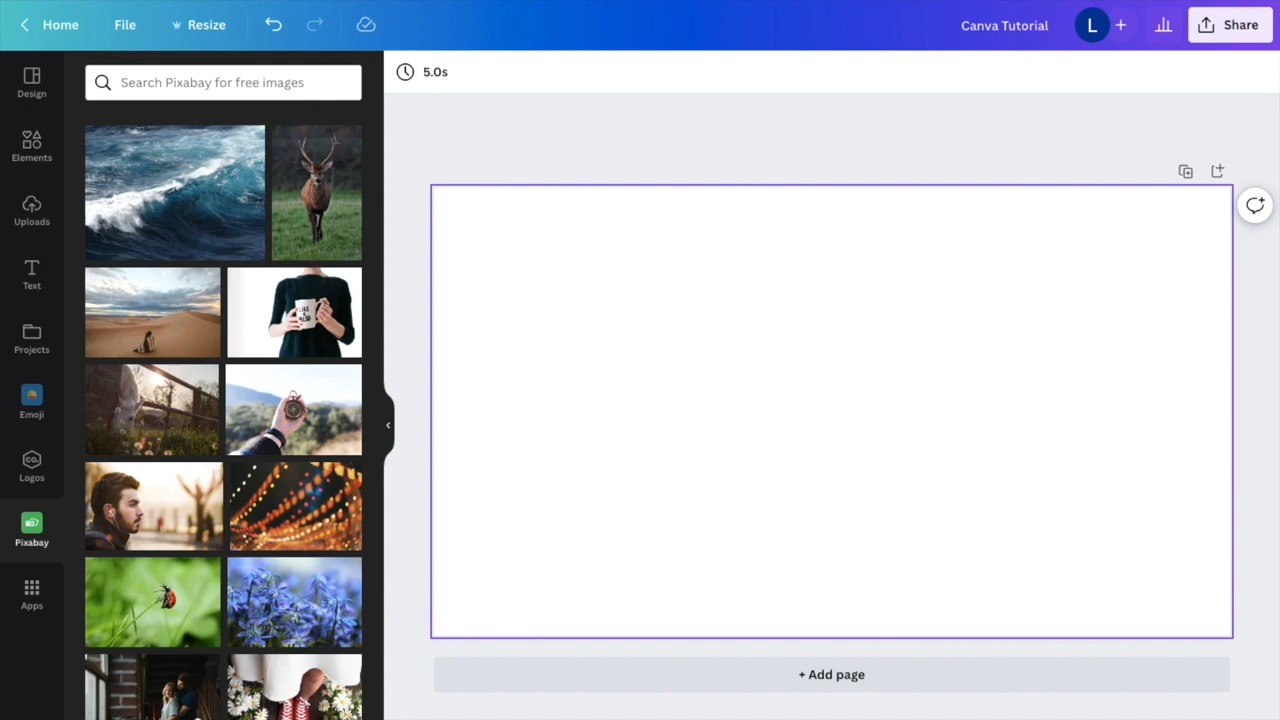 Home
File
Resize
Canva Tutorial
L
+
Share
Design
Elements
Uploads
Text
Projects
Emoji
CO.
Logos
Pixabay
Apps
Search Pixabay for free images
5.0s
+ Add page